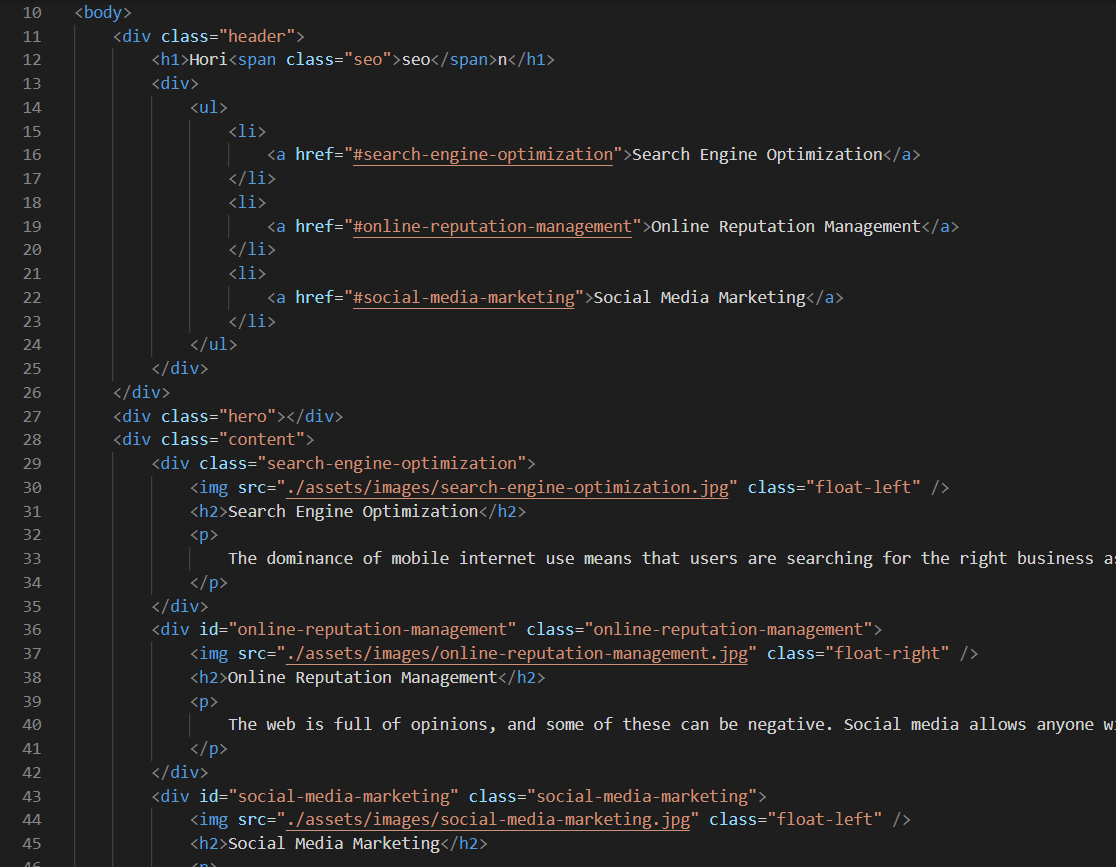 10 <body>
11 <div class="header">
12 <h1>Hori<span class="seo">seo</span>n</h1>
13 <div>
14 <ul>
15 <li>
16 <a href="#search-engine-optimization">Search Engine Optimization</a>
17 </li>
18 <li>
19 <a href="#online-reputation-management">Online Reputation Management</a>
20 </li>
21 <li>
22 <a href="#social-media-marketing">Social Media Marketing</a>
23 </li>
24 </ul>
25 </div>
26 </div>
27 <div class="hero"></div>
28 <div class="content">
29 <div class="search-engine-optimization">
30 <img src="./assets/images/search-engine-optimization.jpg" class="float-left" />
31 <h2>Search Engine Optimization</h2>
32 <p>
33 The dominance of mobile internet use means that users are searching for the right business
34 </p>
35 </div>
36 <div id="online-reputation-management" class="online-reputation-management">
37 <img src="./assets/images/online-reputation-management.jpg" class="float-right" />
38 <h2>Online Reputation Management</h2>
39 <p>
40 The web is full of opinions, and some of these can be negative. Social media allows anyone
41 </p>
42 </div>
43 <div id="social-media-marketing" class="social-media-marketing">
44 <img src="./assets/images/social-media-marketing.jpg" class="float-left" />
45 <h2>Social Media Marketing</h2>